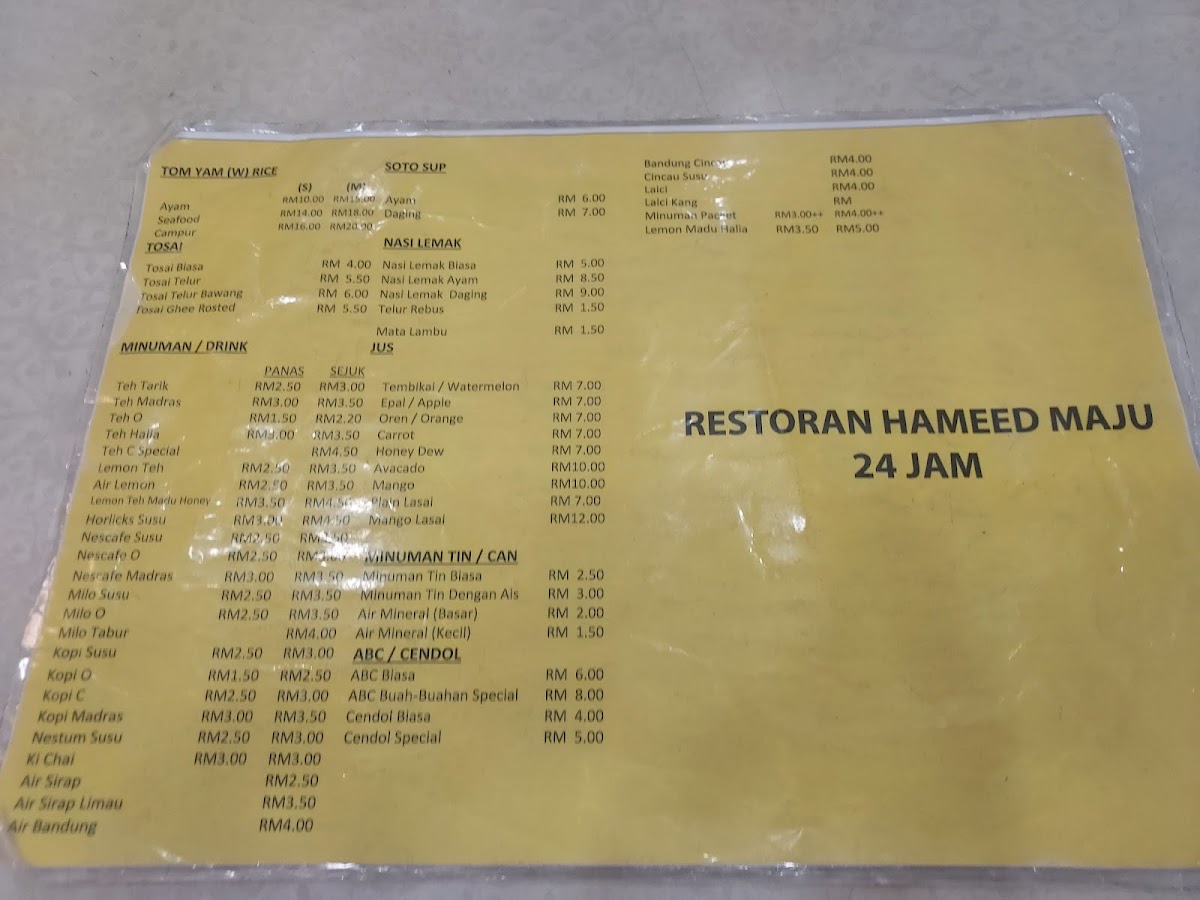 TOM YAM (W) RICE
(S) (M)
Ayam RM10.00 RM15.00
Seafood RM14.00 RM18.00
Campur RM16.00 RM20.00
TOSAI
Tosai Biasa RM 4.00
Tosai Telur RM 5.50
Tosai Telur Bawang RM 6.00
Tosai Ghee Rosted RM 5.50
MINUMAN / DRINK
PANAS SEJUK
Teh Tarik RM2.50 RM3.00
Teh Madras RM3.00 RM3.50
Teh O RM1.50 RM2.20
Teh Halia RM3.00 RM3.50
Teh C Special RM4.50
Lemon Teh RM2.50 RM3.50
Air Lemon RM2.50 RM3.50
Lemon Teh Madu Honey RM3.50 RM4.50
Horlicks Susu RM3.00 RM4.50
Nescafe Susu RM2.50
Nescafe O RM2.50
Nescafe Madras RM3.00 RM3.50
Milo Susu RM2.50 RM3.50
Milo O RM2.50 RM3.50
Milo Tabur RM4.00
Kopi Susu RM2.50 RM3.00
Kopi O RM1.50 RM2.50
Kopi C RM2.50 RM3.00
Kopi Madras RM3.00 RM3.50
Nestum Susu RM2.50 RM3.00
Ki Chai RM3.00 RM3.00
Air Sirap RM2.50
Air Sirap Limau RM3.50
Air Bandung RM4.00
SOTO SUP
Ayam RM 6.00
Daging RM 7.00
NASI LEMAK
Nasi Lemak Biasa RM 5.00
Nasi Lemak Ayam RM 8.50
Nasi Lemak Daging RM 9.00
Telur Rebus RM 1.50
Mata Lambu RM 1.50
JUS
Tembikai / Watermelon RM 7.00
Epal / Apple RM 7.00
Oren / Orange RM 7.00
Carrot RM 7.00
Honey Dew RM 7.00
Avacado RM10.00
Mango RM10.00
Plain Lasai RM 7.00
Mango Lasai RM12.00
MINUMAN TIN / CAN
Minuman Tin Biasa RM 2.50
Minuman Tin Dengan Ais RM 3.00
Air Mineral (Basar) RM 2.00
Air Mineral (Kecil) RM 1.50
ABC / CENDOL
ABC Biasa RM 6.00
ABC Buah-Buahan Special RM 8.00
Cendol Biasa RM 4.00
Cendol Special RM 5.00
Bandung Cincau RM4.00
Cincau Susu RM4.00
Laici RM4.00
Laici Kang RM
Minuman Packet RM3.00++ RM4.00++
Lemon Madu Halia RM3.50 RM5.00
RESTORAN HAMEED MAJU
24 JAM